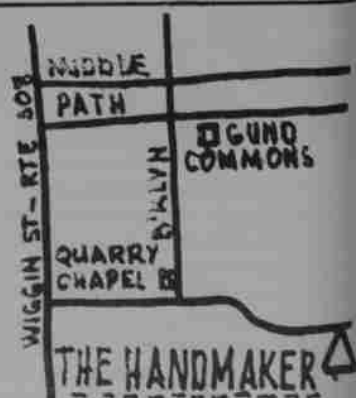 MIDDLE
PATH
GUND
COMMONS
WIGGIN ST - RTE 308
B'KLYN
QUARRY
CHAPEL
THE HANDMAKER